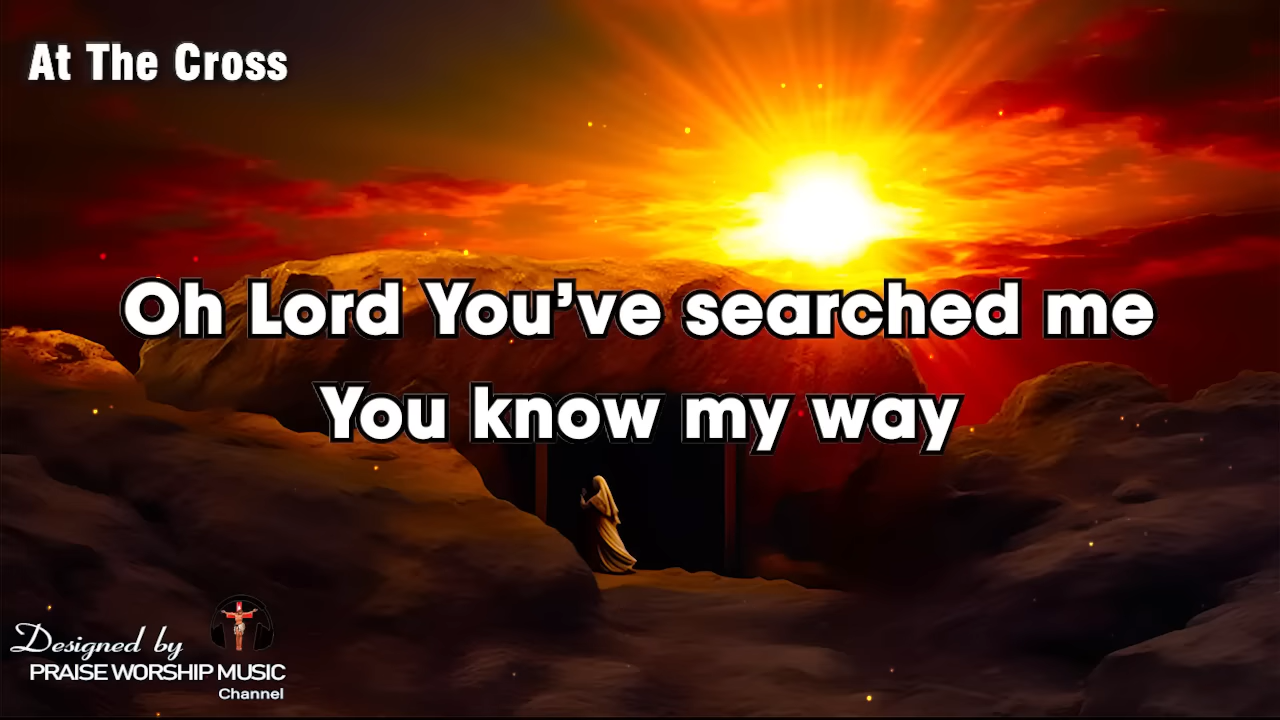 At The Cross
Oh Lord You’ve searched me
You know my way
Designed by
PRAISE WORSHIP MUSIC
Channel